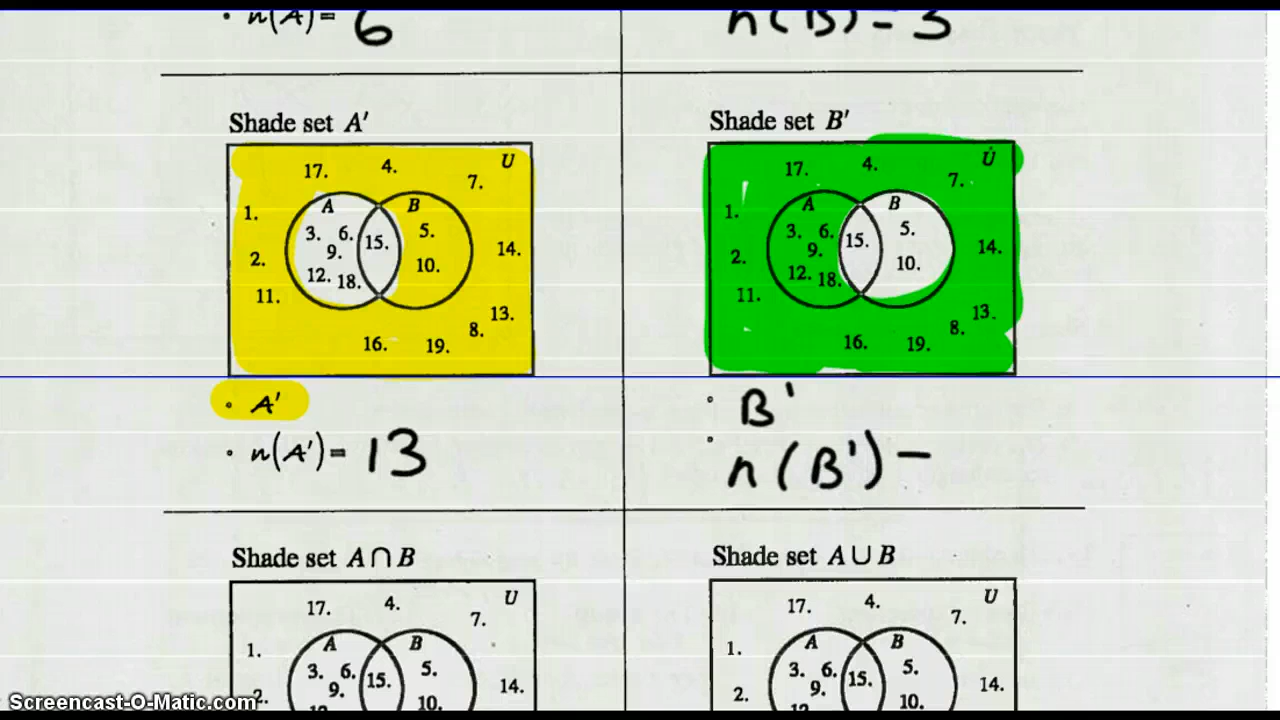 • n(A)= 6
n(B)=3
Shade set A'
Shade set B'
17. 4. U
7.
1. A B
3. 6. 15. 5.
2. 9. 10. 14.
12. 18.
11. 13.
8.
16. 19.
17. 4. U
7.
1. A B
3. 6. 15. 5.
2. 9. 10. 14.
12. 18.
11. 13.
8.
16. 19.
• A'
• n(A')= 13
• B'
• n(B') –
Shade set A∩B
Shade set A∪B
17. 4. U
7.
1. A B
3. 6. 15. 5.
2. 9. 10. 14.
17. 4. U
7.
1. A B
3. 6. 15. 5.
2. 9. 10. 14.
Screencast-O-Matic.com